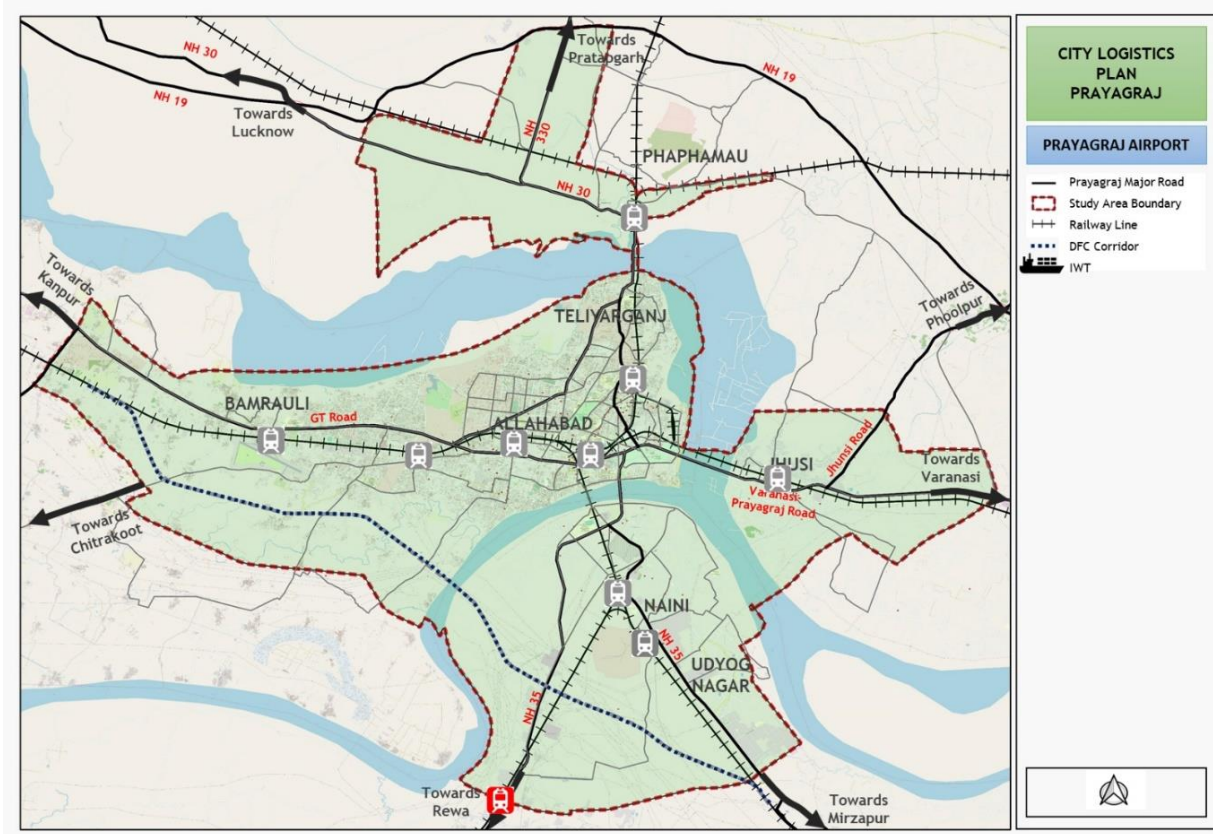 NH 30
NH 19
Towards
Lucknow
Towards
Pratabgarh
NH
330
NH 19
PHAPHAMAU
NH 30
Towards
Kanpur
TELIYARGANJ
Towards
Phoolpur
BAMRAULI
GT Road
ALLAHABAD
JHUSI
Jhunsi Road
Towards
Varanasi
Varanasi-
Prayagraj Road
Towards
Chitrakoot
NAINI
NH 35
UDYOG
NAGAR
NH 35
Towards
Rewa
Towards
Mirzapur
CITY LOGISTICS
PLAN
PRAYAGRAJ
PRAYAGRAJ AIRPORT
Prayagraj Major Road
Study Area Boundary
Railway Line
DFC Corridor
IWT